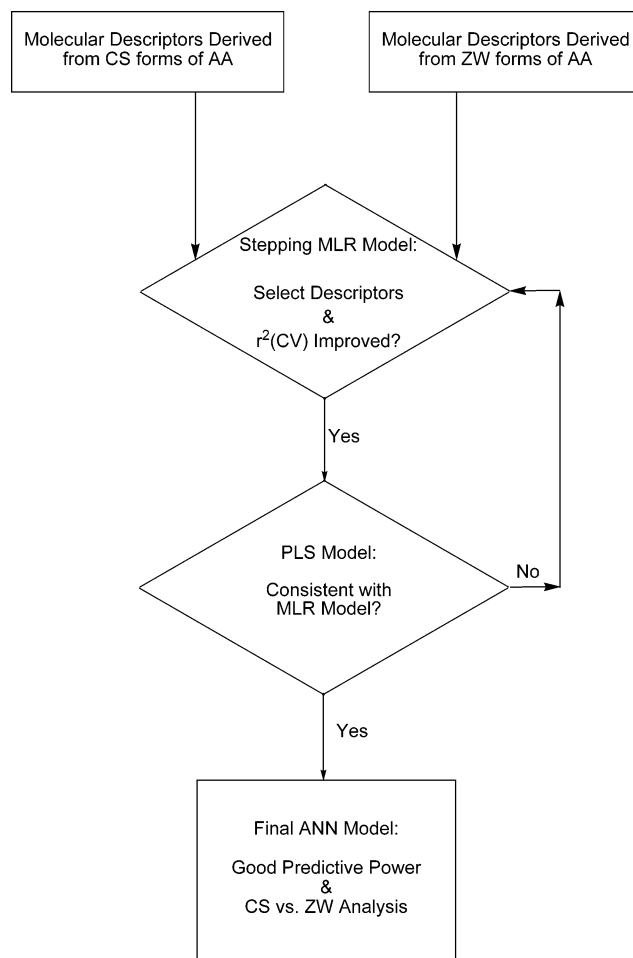 Molecular Descriptors Derived
from CS forms of AA
Molecular Descriptors Derived
from ZW forms of AA
Stepping MLR Model:
Select Descriptors
&
r²(CV) Improved?
Yes
PLS Model:
Consistent with
MLR Model?
No
Yes
Final ANN Model:
Good Predictive Power
&
CS vs. ZW Analysis